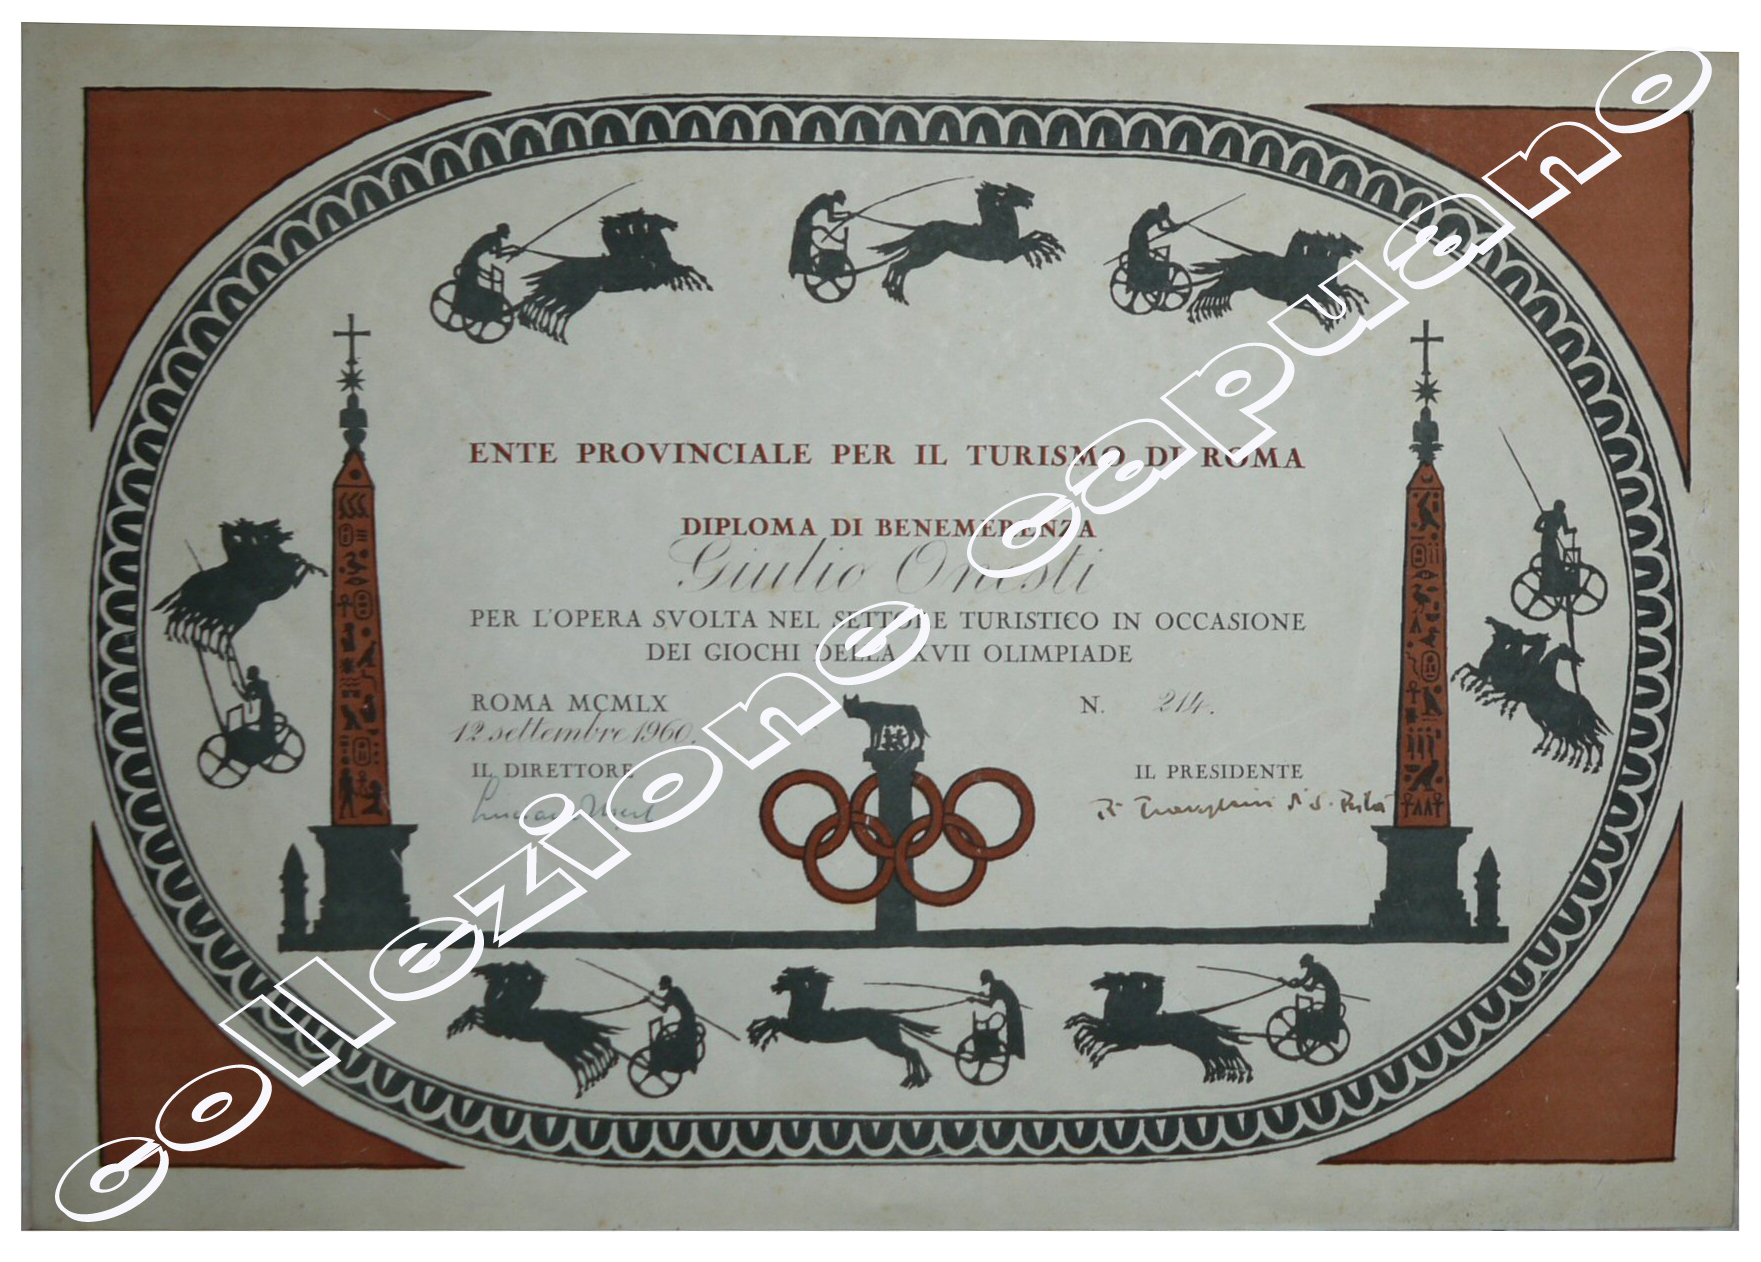 ENTE PROVINCIALE PER IL TURISMO DI ROMA
DIPLOMA DI BENEMERENZA
Giulio Onesti
PER L'OPERA SVOLTA NEL SETTORE TURISTICO IN OCCASIONE
DEI GIOCHI DELLA XVII OLIMPIADE
ROMA MCMLX N. 214.
12 settembre 1960.
IL DIRETTORE IL PRESIDENTE
collezione capuano